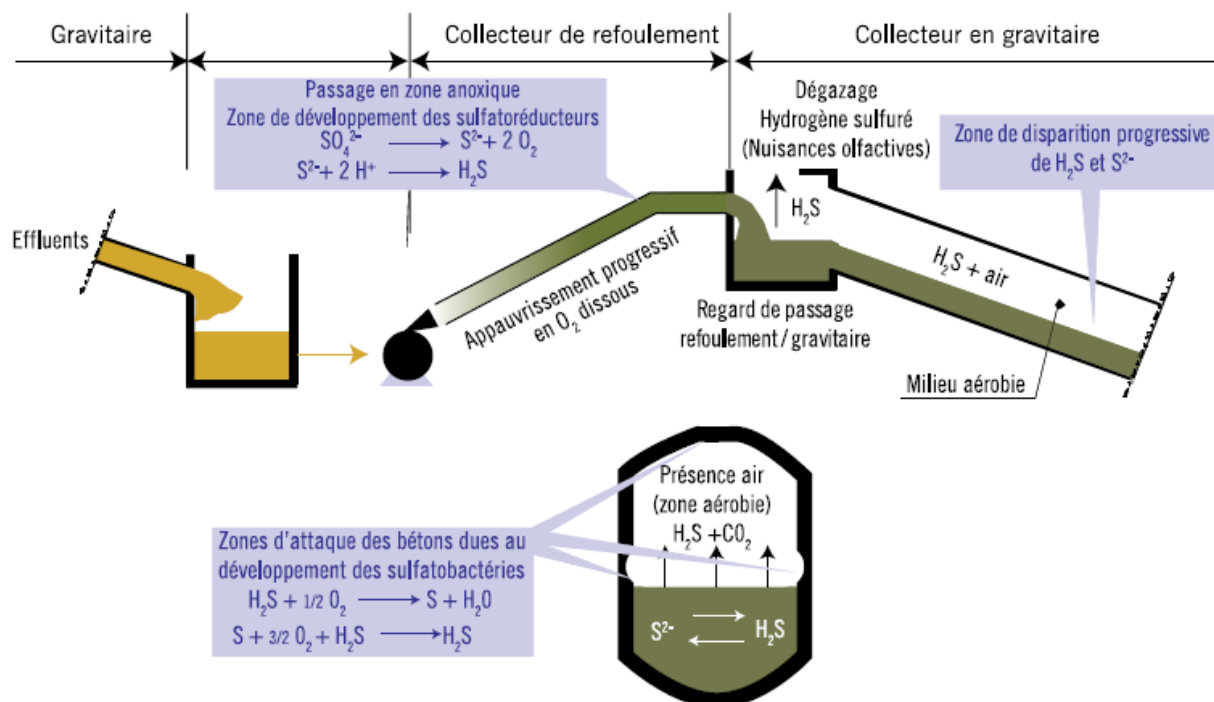 Gravitaire
Collecteur de refoulement
Collecteur en gravitaire
Passage en zone anoxique
Zone de développement des sulfatoréducteurs
SO₄²⁻ ⟶ S²⁻+ 2 O₂
S²⁻+ 2 H⁺ ⟶ H₂S
Dégazage
Hydrogène sulfuré
(Nuisances olfactives)
Zone de disparition progressive
de H₂S et S²⁻
H₂S
Effluents
H₂S + air
Appauvrissement progressif
en O₂ dissous
Regard de passage
refoulement/gravitaire
Milieu aérobie
Présence air
(zone aérobie)
H₂S +CO₂
Zones d'attaque des bétons dues au
développement des sulfatobactéries
H₂S + 1/2 O₂ ⟶ S + H₂O
S + 3/2 O₂ + H₂S ⟶ H₂S
S²⁻ ⇄ H₂S